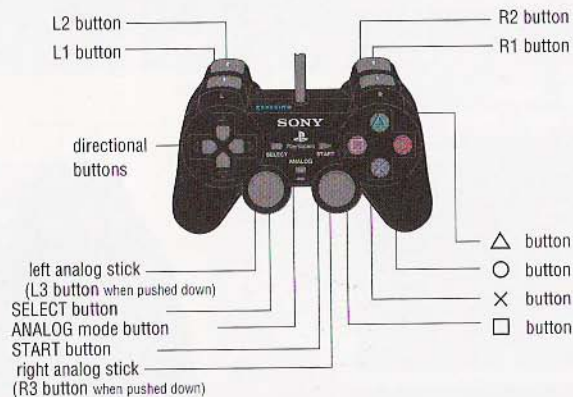 L2 button
L1 button
R2 button
R1 button
SONY
PlayStation
SELECT
START
ANALOG
directional
buttons
△ button
○ button
× button
□ button
left analog stick
(L3 button when pushed down)
SELECT button
ANALOG mode button
START button
right analog stick
(R3 button when pushed down)